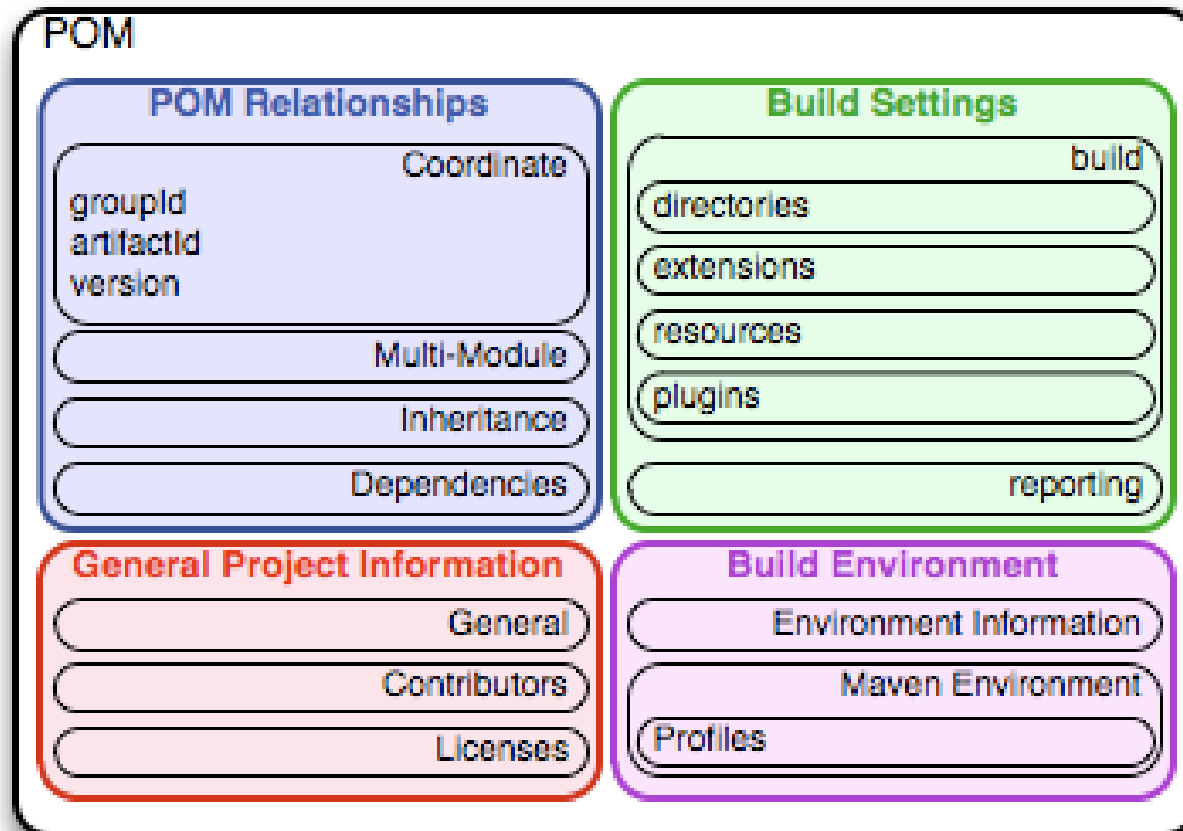 POM
POM Relationships
Coordinate
groupId
artifactId
version
Multi-Module
Inheritance
Dependencies
Build Settings
build
directories
extensions
resources
plugins
reporting
General Project Information
General
Contributors
Licenses
Build Environment
Environment Information
Maven Environment
Profiles